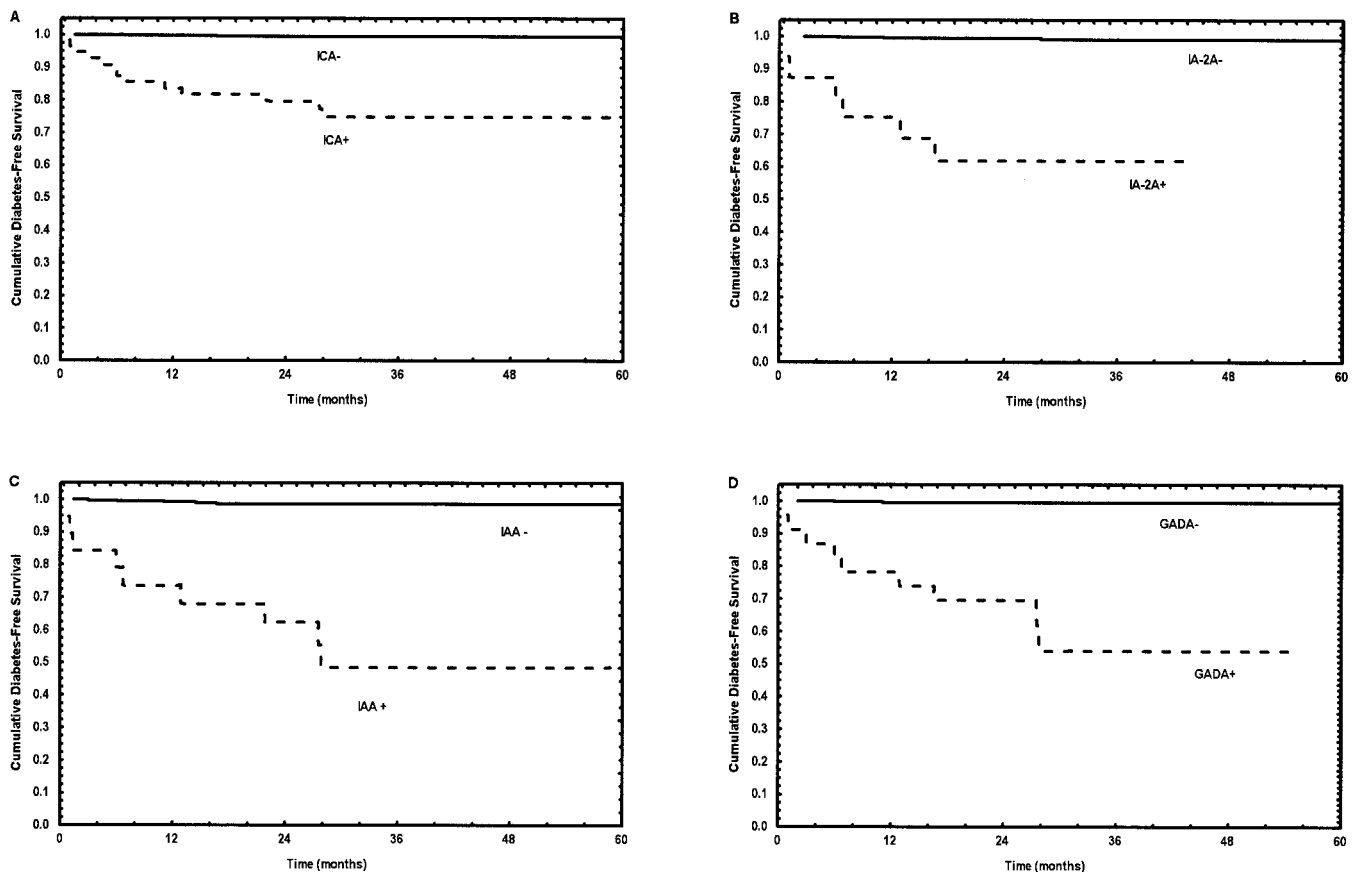 A
Cumulative Diabetes-Free Survival
1.0
0.9
0.8
0.7
0.6
0.5
0.4
0.3
0.2
0.1
0.0
ICA-
ICA+
0 12 24 36 48 60
Time (months)
B
Cumulative Diabetes-Free Survival
1.0
0.9
0.8
0.7
0.6
0.5
0.4
0.3
0.2
0.1
0.0
IA-2A-
IA-2A+
0 12 24 36 48 60
Time (months)
C
Cumulative Diabetes-Free Survival
1.0
0.9
0.8
0.7
0.6
0.5
0.4
0.3
0.2
0.1
0.0
IAA -
IAA +
0 12 24 36 48 60
Time (months)
D
Cumulative Diabetes-Free Survival
1.0
0.9
0.8
0.7
0.6
0.5
0.4
0.3
0.2
0.1
0.0
GADA-
GADA+
0 12 24 36 48 60
Time (months)